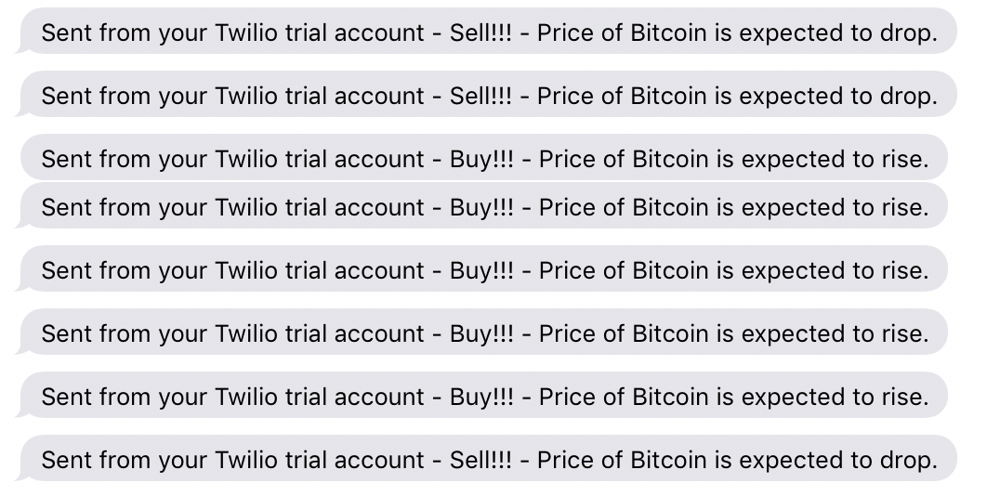 Sent from your Twilio trial account - Sell!!! - Price of Bitcoin is expected to drop.
Sent from your Twilio trial account - Sell!!! - Price of Bitcoin is expected to drop.
Sent from your Twilio trial account - Buy!!! - Price of Bitcoin is expected to rise.
Sent from your Twilio trial account - Buy!!! - Price of Bitcoin is expected to rise.
Sent from your Twilio trial account - Buy!!! - Price of Bitcoin is expected to rise.
Sent from your Twilio trial account - Buy!!! - Price of Bitcoin is expected to rise.
Sent from your Twilio trial account - Buy!!! - Price of Bitcoin is expected to rise.
Sent from your Twilio trial account - Sell!!! - Price of Bitcoin is expected to drop.